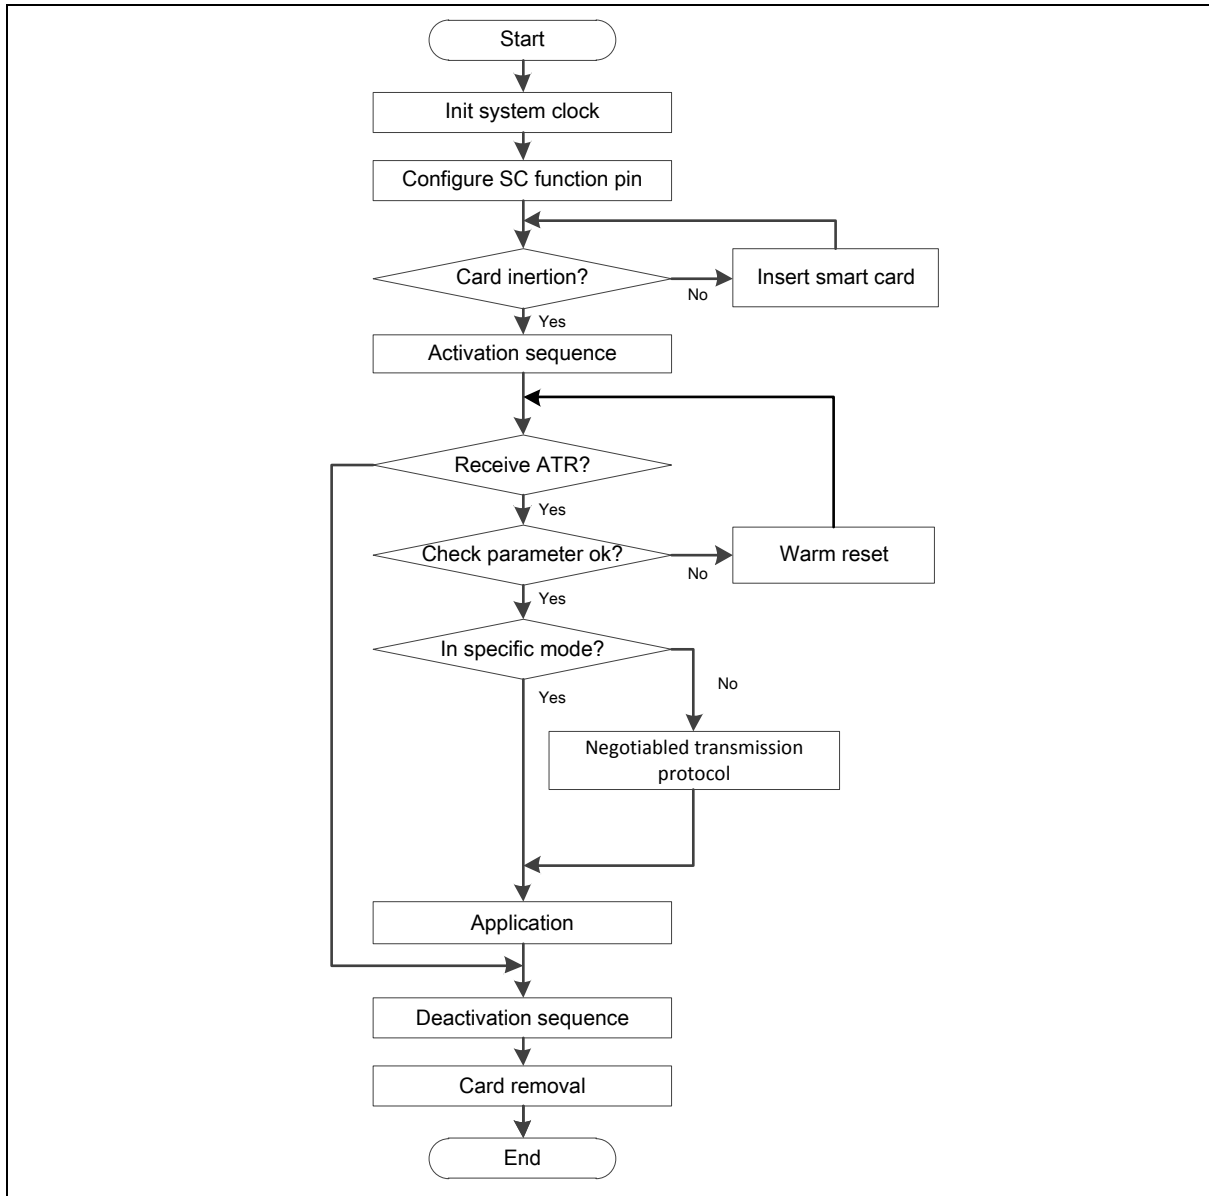 Start
Init system clock
Configure SC function pin
Card inertion?
No
Insert smart card
Yes
Activation sequence
Receive ATR?
Yes
Check parameter ok?
No
Warm reset
Yes
In specific mode?
No
Yes
Negotiabled transmission
protocol
Application
Deactivation sequence
Card removal
End